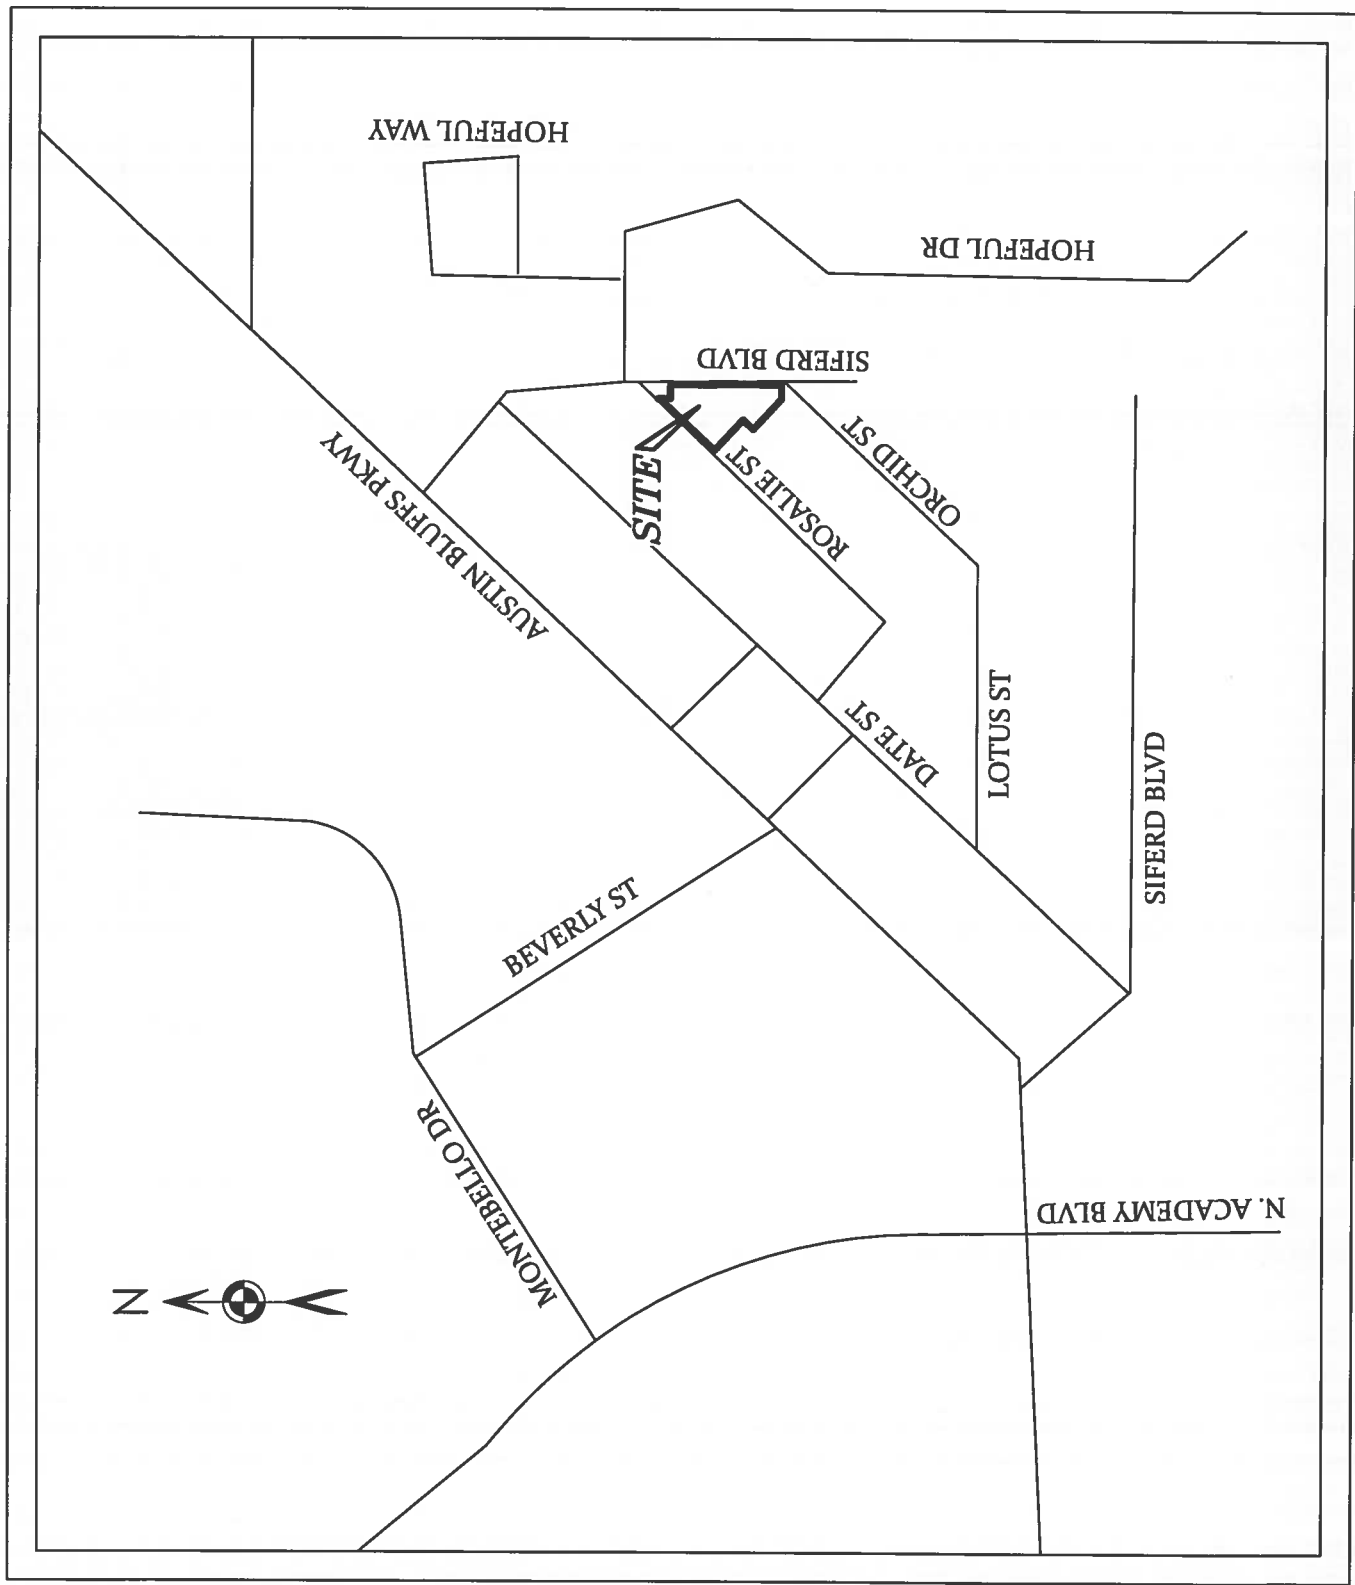 HOPEFUL WAY
HOPEFUL DR
SIFERD BLVD
AUSTIN BLUFFS PKWY
SITE
ROSALIE ST
ORCHID ST
DATE ST
LOTUS ST
SIFERD BLVD
BEVERLY ST
MONTEBELLO DR
N. ACADEMY BLVD
N